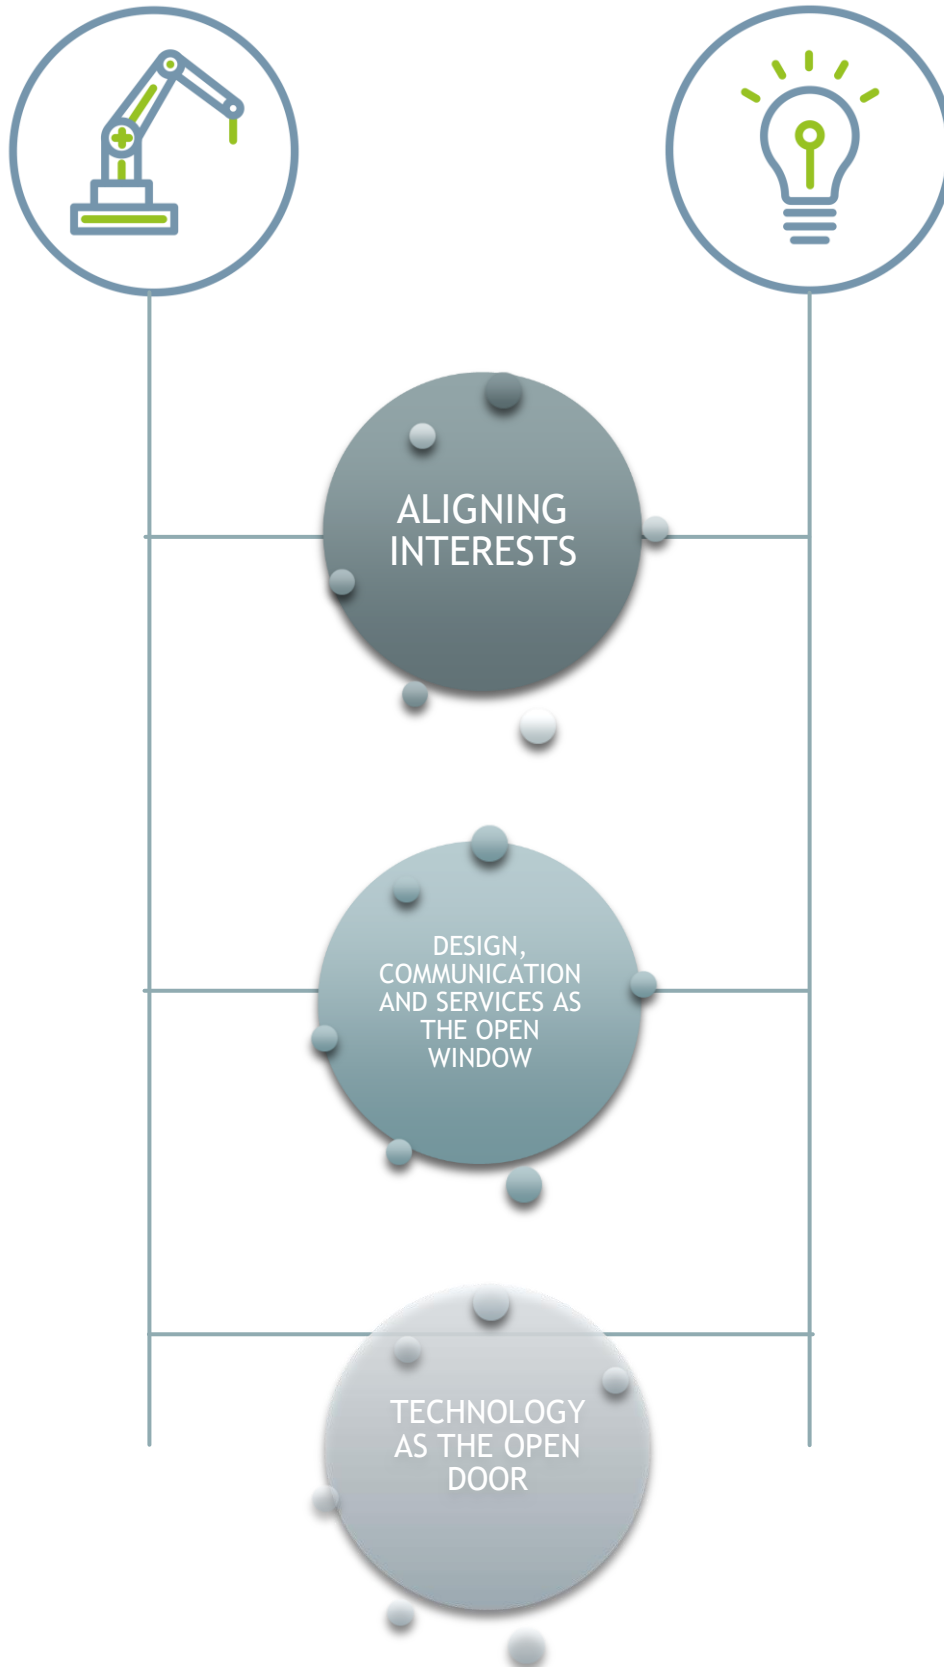 ALIGNING
INTERESTS
DESIGN,
COMMUNICATION
AND SERVICES AS
THE OPEN
WINDOW
TECHNOLOGY
AS THE OPEN
DOOR